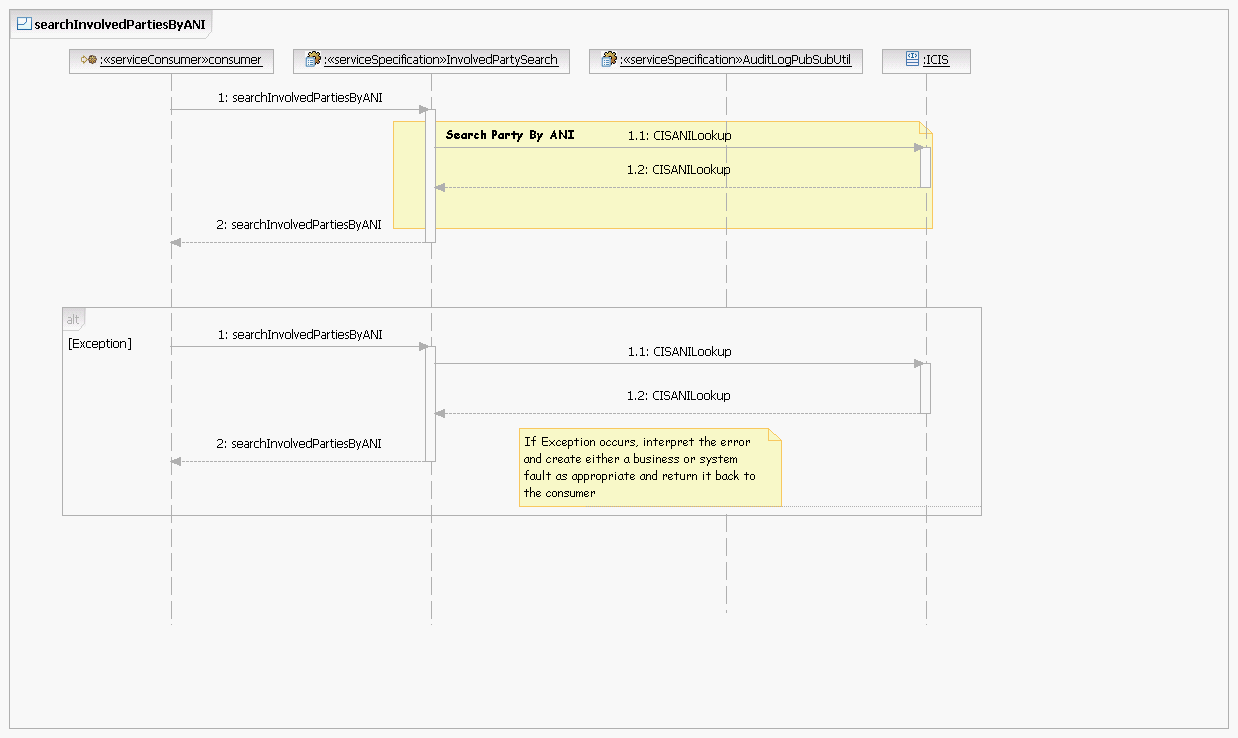 searchInvolvedPartiesByANI
:«serviceConsumer»consumer
:«serviceSpecification»InvolvedPartySearch
:«serviceSpecification»AuditLogPubSubUtil
:ICIS
1: searchInvolvedPartiesByANI
Search Party By ANI
1.1: CISANILookup
1.2: CISANILookup
2: searchInvolvedPartiesByANI
alt
[Exception]
1: searchInvolvedPartiesByANI
1.1: CISANILookup
1.2: CISANILookup
2: searchInvolvedPartiesByANI
If Exception occurs, interpret the error
and create either a business or system
fault as appropriate and return it back to
the consumer